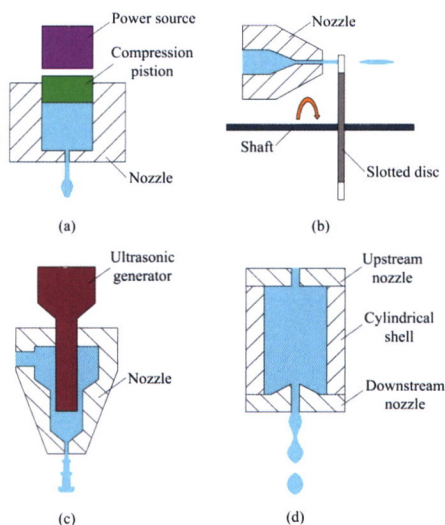 Power source
Compression
pistion
Nozzle
(a)
Nozzle
Shaft
Slotted disc
(b)
Ultrasonic
generator
Nozzle
(c)
Upstream
nozzle
Cylindrical
shell
Downstream
nozzle
(d)